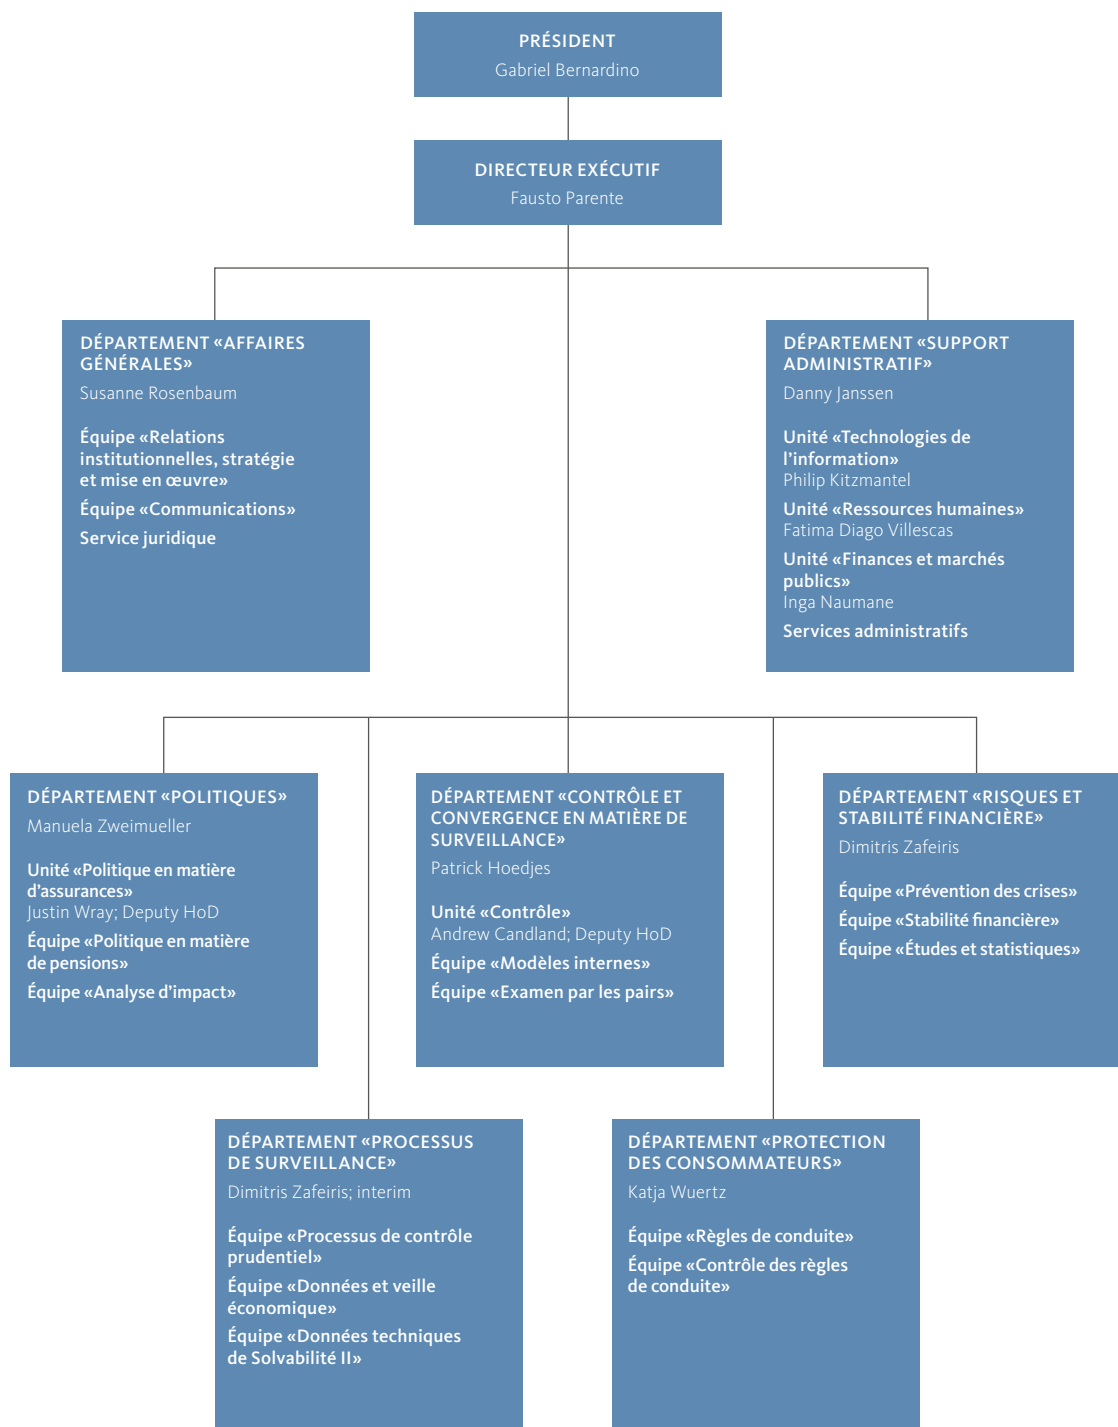 PRÉSIDENT
Gabriel Bernardino
DIRECTEUR EXÉCUTIF
Fausto Parente
DÉPARTEMENT «AFFAIRES
GÉNÉRALES»
Susanne Rosenbaum
Équipe «Relations
institutionnelles, stratégie
et mise en œuvre»
Équipe «Communications»
Service juridique
DÉPARTEMENT «SUPPORT
ADMINISTRATIF»
Danny Janssen
Unité «Technologies de
l'information»
Philip Kitzmantel
Unité «Ressources humaines»
Fatima Diago Villescas
Unité «Finances et marchés
publics»
Inga Naumane
Services administratifs
DÉPARTEMENT «POLITIQUES»
Manuela Zweimueller
Unité «Politique en matière
d'assurances»
Justin Wray; Deputy HoD
Équipe «Politique en matière
de pensions»
Équipe «Analyse d'impact»
DÉPARTEMENT «CONTRÔLE ET
CONVERGENCE EN MATIÈRE DE
SURVEILLANCE»
Patrick Hoedjes
Unité «Contrôle»
Andrew Candland; Deputy HoD
Équipe «Modèles internes»
Équipe «Examen par les pairs»
DÉPARTEMENT «RISQUES ET
STABILITÉ FINANCIÈRE»
Dimitris Zafeiris
Équipe «Prévention des crises»
Équipe «Stabilité financière»
Équipe «Études et statistiques»
DÉPARTEMENT «PROCESSUS
DE SURVEILLANCE»
Dimitris Zafeiris; interim
Équipe «Processus de contrôle
prudentiel»
Équipe «Données et veille
économique»
Équipe «Données techniques
de Solvabilité II»
DÉPARTEMENT «PROTECTION
DES CONSOMMATEURS»
Katja Wuertz
Équipe «Règles de conduite»
Équipe «Contrôle des règles
de conduite»